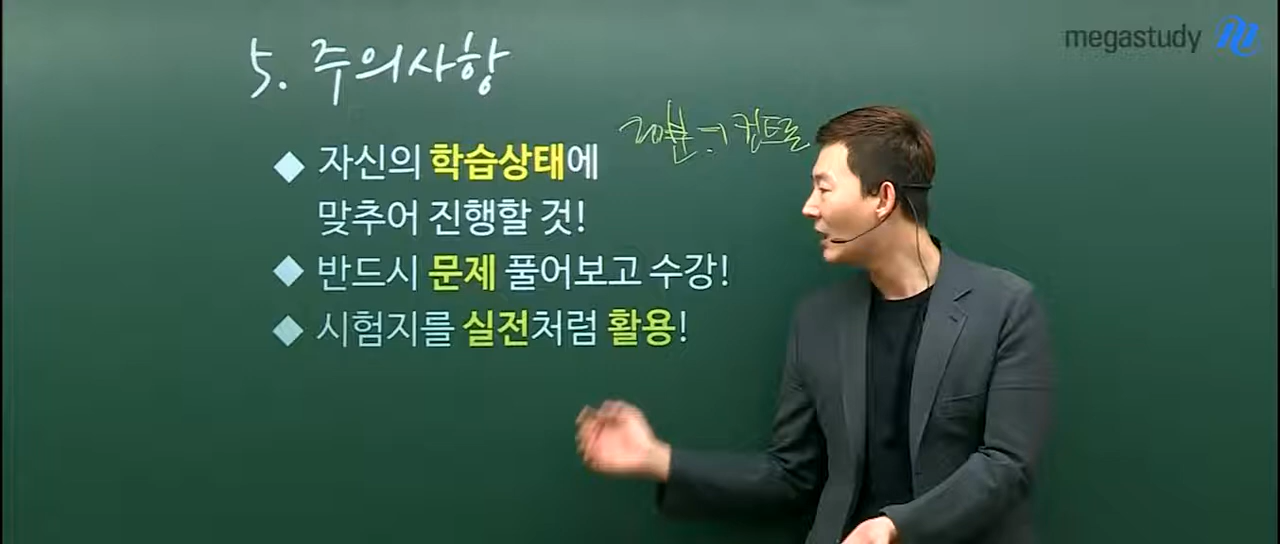 megastudy
5. 주의사항
20분 → 컨트롤
◆ 자신의 학습상태에
맞추어 진행할 것!
◆ 반드시 문제 풀어보고 수강!
◆ 시험지를 실전처럼 활용!